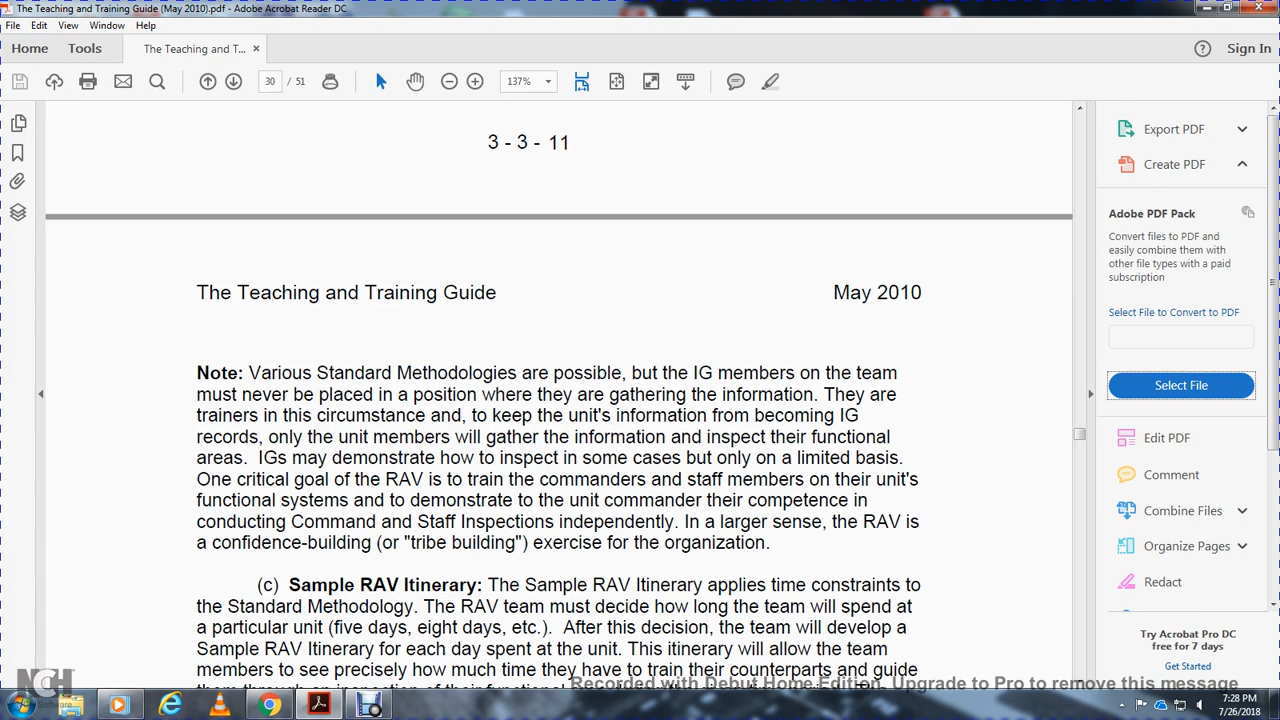 The Teaching and Training Guide (May 2010).pdf - Adobe Acrobat Reader DC
File Edit View Window Help
Home Tools The Teaching and T... × ? Sign In
30 / 51 137%
Export PDF
3 - 3 - 11
Create PDF
Adobe PDF Pack
Convert files to PDF and
easily combine them with
other file types with a paid
subscription
Select File to Convert to PDF
Select File
Edit PDF
Comment
Combine Files
Organize Pages
Redact
Try Acrobat Pro DC
free for 7 days
Get Started
The Teaching and Training Guide May 2010
Note: Various Standard Methodologies are possible, but the IG members on the team
must never be placed in a position where they are gathering the information. They are
trainers in this circumstance and, to keep the unit's information from becoming IG
records, only the unit members will gather the information and inspect their functional
areas. IGs may demonstrate how to inspect in some cases but only on a limited basis.
One critical goal of the RAV is to train the commanders and staff members on their unit's
functional systems and to demonstrate to the unit commander their competence in
conducting Command and Staff Inspections independently. In a larger sense, the RAV is
a confidence-building (or "tribe building") exercise for the organization.
(c) Sample RAV Itinerary: The Sample RAV Itinerary applies time constraints to
the Standard Methodology. The RAV team must decide how long the team will spend at
a particular unit (five days, eight days, etc.). After this decision, the team will develop a
Sample RAV Itinerary for each day spent at the unit. This itinerary will allow the team
members to see precisely how much time they have to train their counterparts and guide
NCH Software
Recorded with Debut Home Edition. Upgrade to Pro to remove this message
7:28 PM
7/26/2018